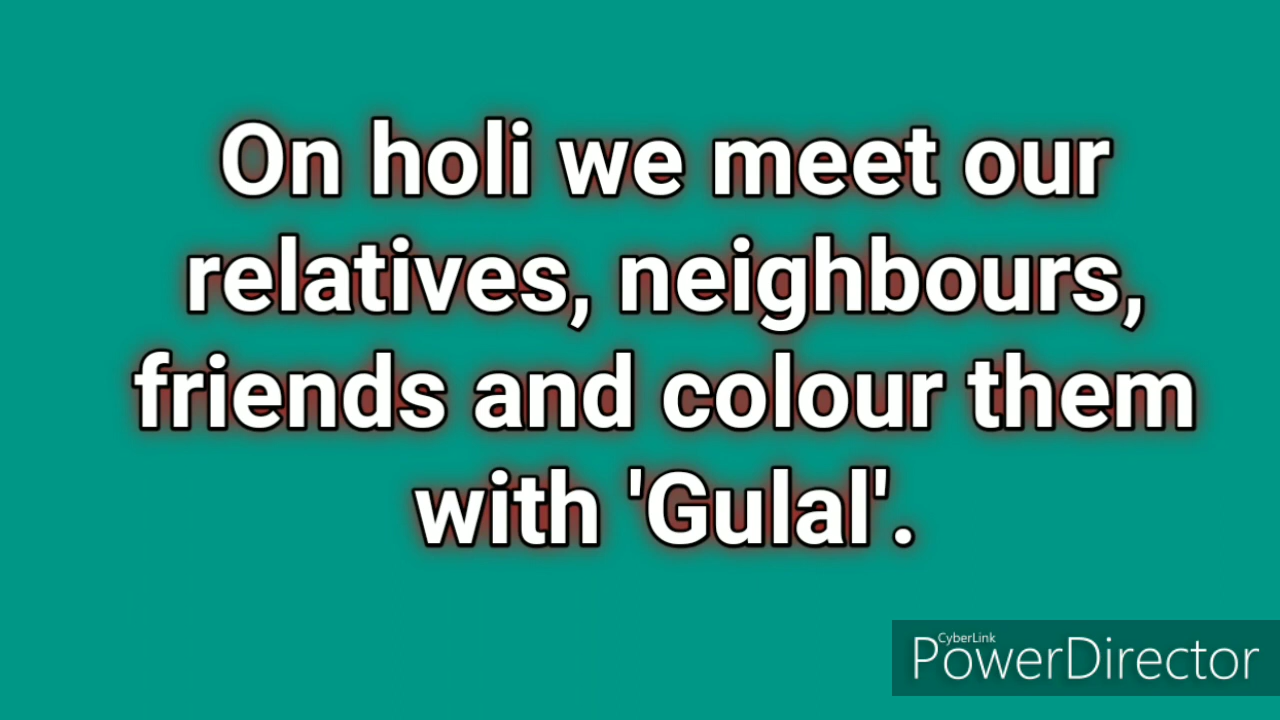 On holi we meet our
relatives, neighbours,
friends and colour them
with 'Gulal'.
CyberLink
PowerDirector